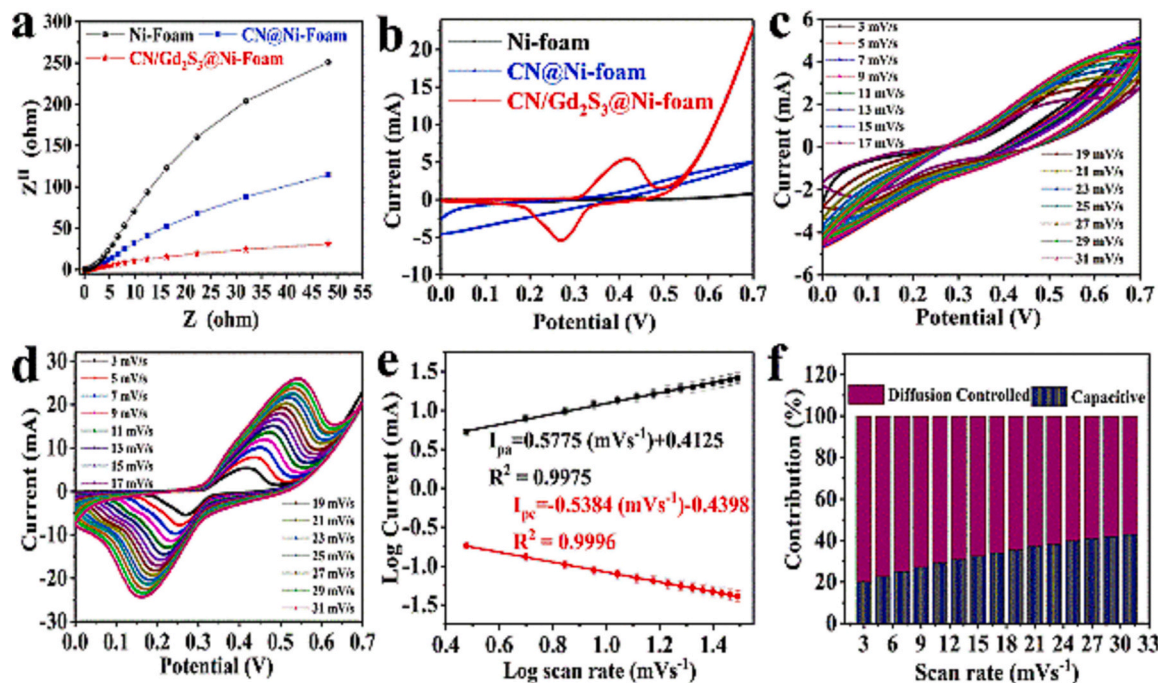 a
Ni-Foam CN@Ni-Foam
CN/Gd₂S₃@Ni-Foam
300
250
200
150
100
50
0
Z^II (ohm)
0 5 10 15 20 25 30 35 40 45 50 55
Z (ohm)
b
Ni-foam
CN@Ni-foam
CN/Gd₂S₃@Ni-foam
20
15
10
5
0
-5
-10
Current (mA)
0.0 0.1 0.2 0.3 0.4 0.5 0.6 0.7
Potential (V)
c
3 mV/s
5 mV/s
7 mV/s
9 mV/s
11 mV/s
13 mV/s
15 mV/s
17 mV/s
19 mV/s
21 mV/s
23 mV/s
25 mV/s
27 mV/s
29 mV/s
31 mV/s
6
4
2
0
-2
-4
-6
Current (mA)
0.0 0.1 0.2 0.3 0.4 0.5 0.6 0.7
Potential (V)
d
3 mV/s
5 mV/s
7 mV/s
9 mV/s
11 mV/s
13 mV/s
15 mV/s
17 mV/s
19 mV/s
21 mV/s
23 mV/s
25 mV/s
27 mV/s
29 mV/s
31 mV/s
30
20
10
0
-10
-20
-30
Current (mA)
0.0 0.1 0.2 0.3 0.4 0.5 0.6 0.7
Potential (V)
e
I_pa=0.5775 (mVs⁻¹)+0.4125
R² = 0.9975
I_pc=-0.5384 (mVs⁻¹)-0.4398
R² = 0.9996
1.5
1.0
0.5
0.0
-0.5
-1.0
-1.5
Log Current (mA)
0.4 0.6 0.8 1.0 1.2 1.4
Log scan rate (mVs⁻¹)
f
Diffusion Controlled Capacitive
120
100
80
60
40
20
0
Contribution (%)
3 6 9 12 15 18 21 24 27 30 33
Scan rate (mVs⁻¹)